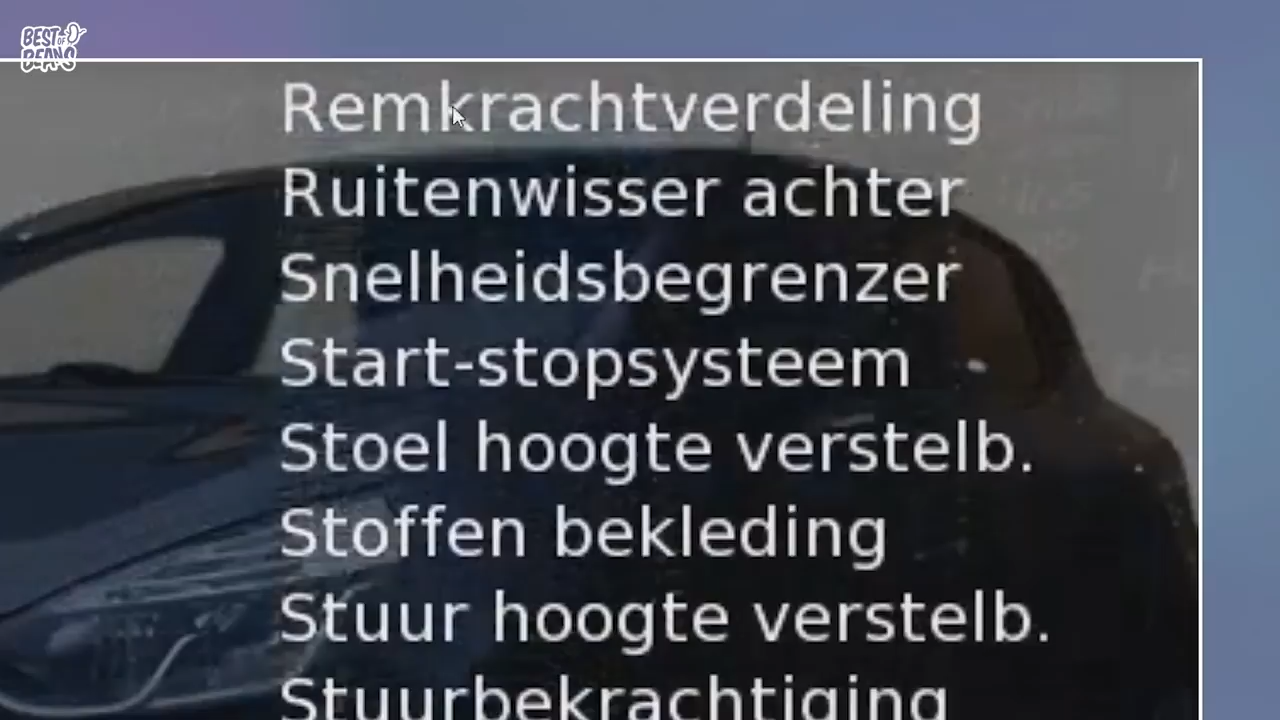 BEST OF BEANS
Remkrachtverdeling
Ruitenwisser achter
Snelheidsbegrenzer
Start-stopsysteem
Stoel hoogte verstelb.
Stoffen bekleding
Stuur hoogte verstelb.
Stuurbekrachtiging